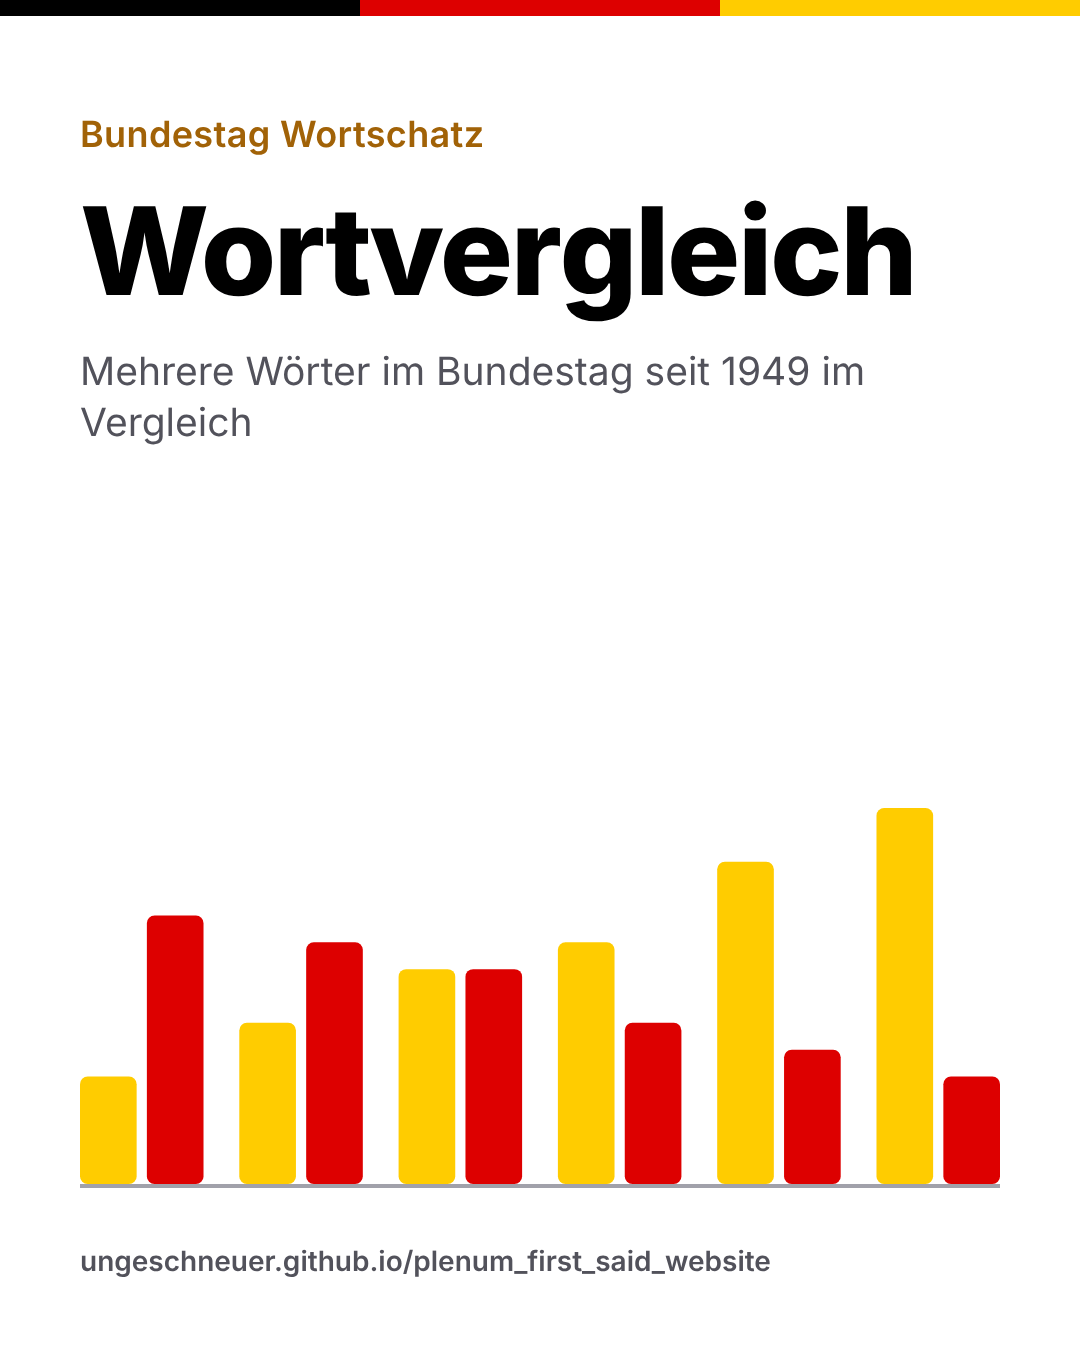 Bundestag Wortschatz
Wortvergleich
Mehrere Wörter im Bundestag seit 1949 im
Vergleich
ungeschneuer.github.io/plenum_first_said_website